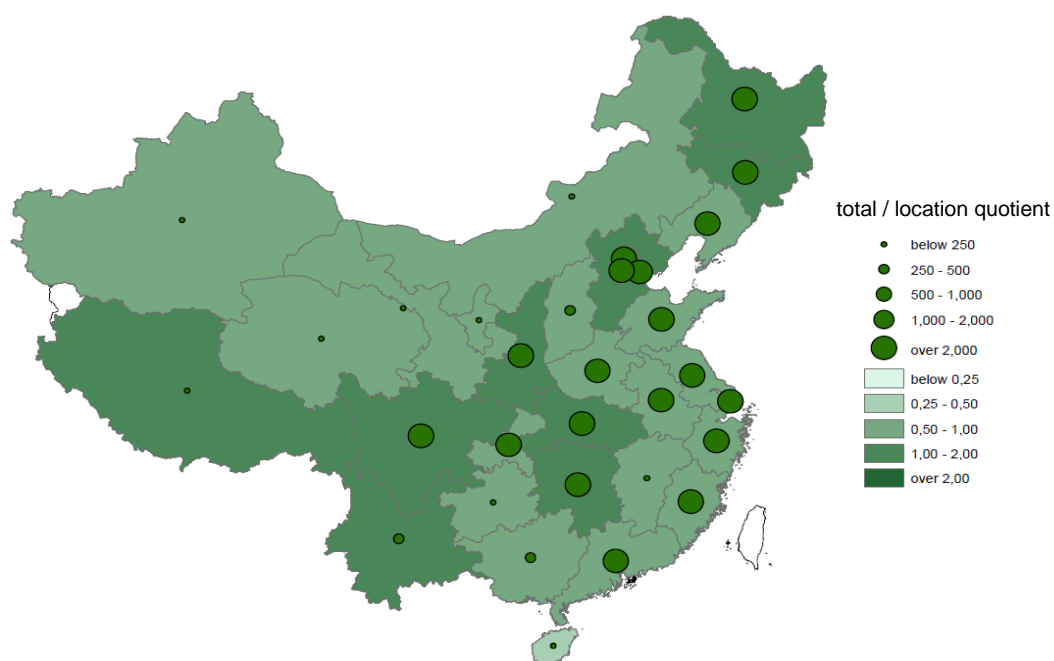 total / location quotient
below 250
250 - 500
500 - 1,000
1,000 - 2,000
over 2,000
below 0,25
0,25 - 0,50
0,50 - 1,00
1,00 - 2,00
over 2,00